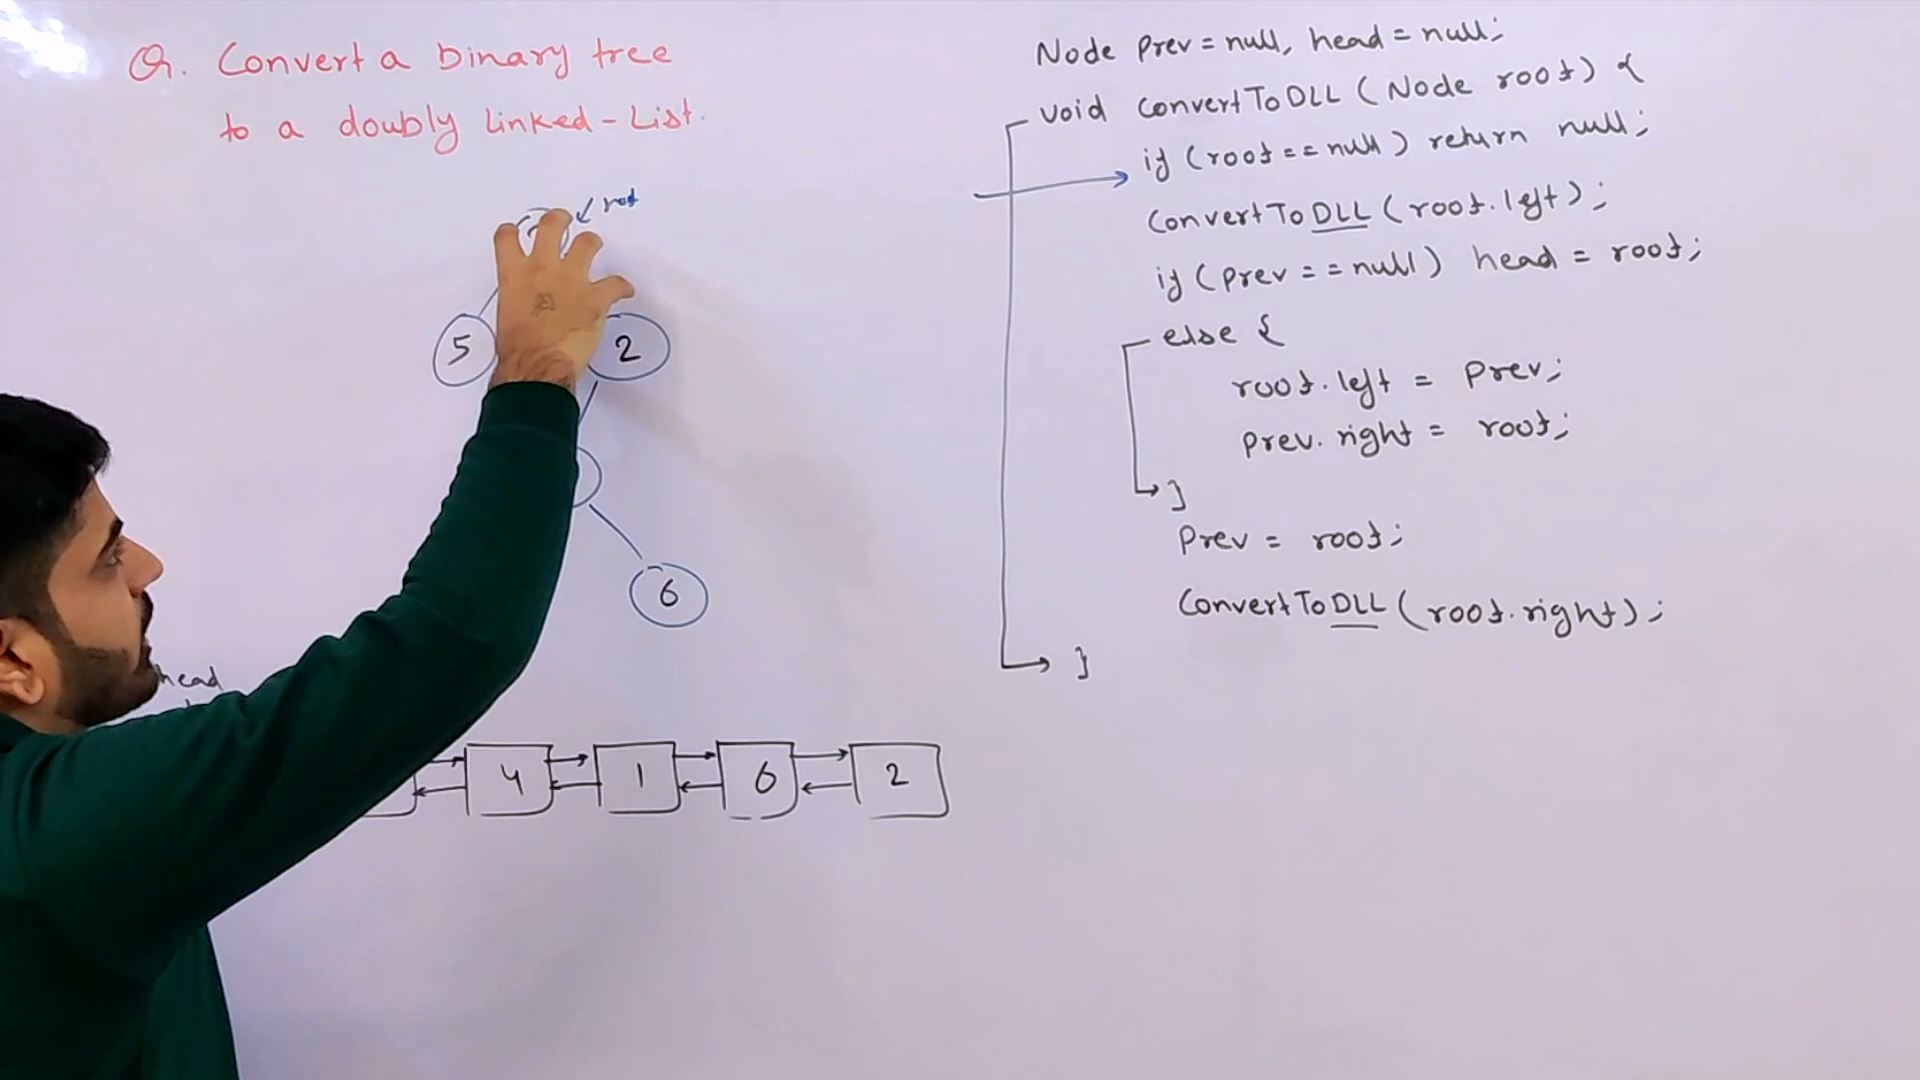 Q. Convert a binary tree
to a doubly linked-List.
root
5
2
6
head
4 1 6 2
Node prev = null, head = null;
void ConvertToDLL (Node root) {
if (root == null) return null;
ConvertToDLL (root.left);
if (prev == null) head = root;
else {
root.left = prev;
prev.right = root;
}
prev = root;
ConvertToDLL (root.right);
}